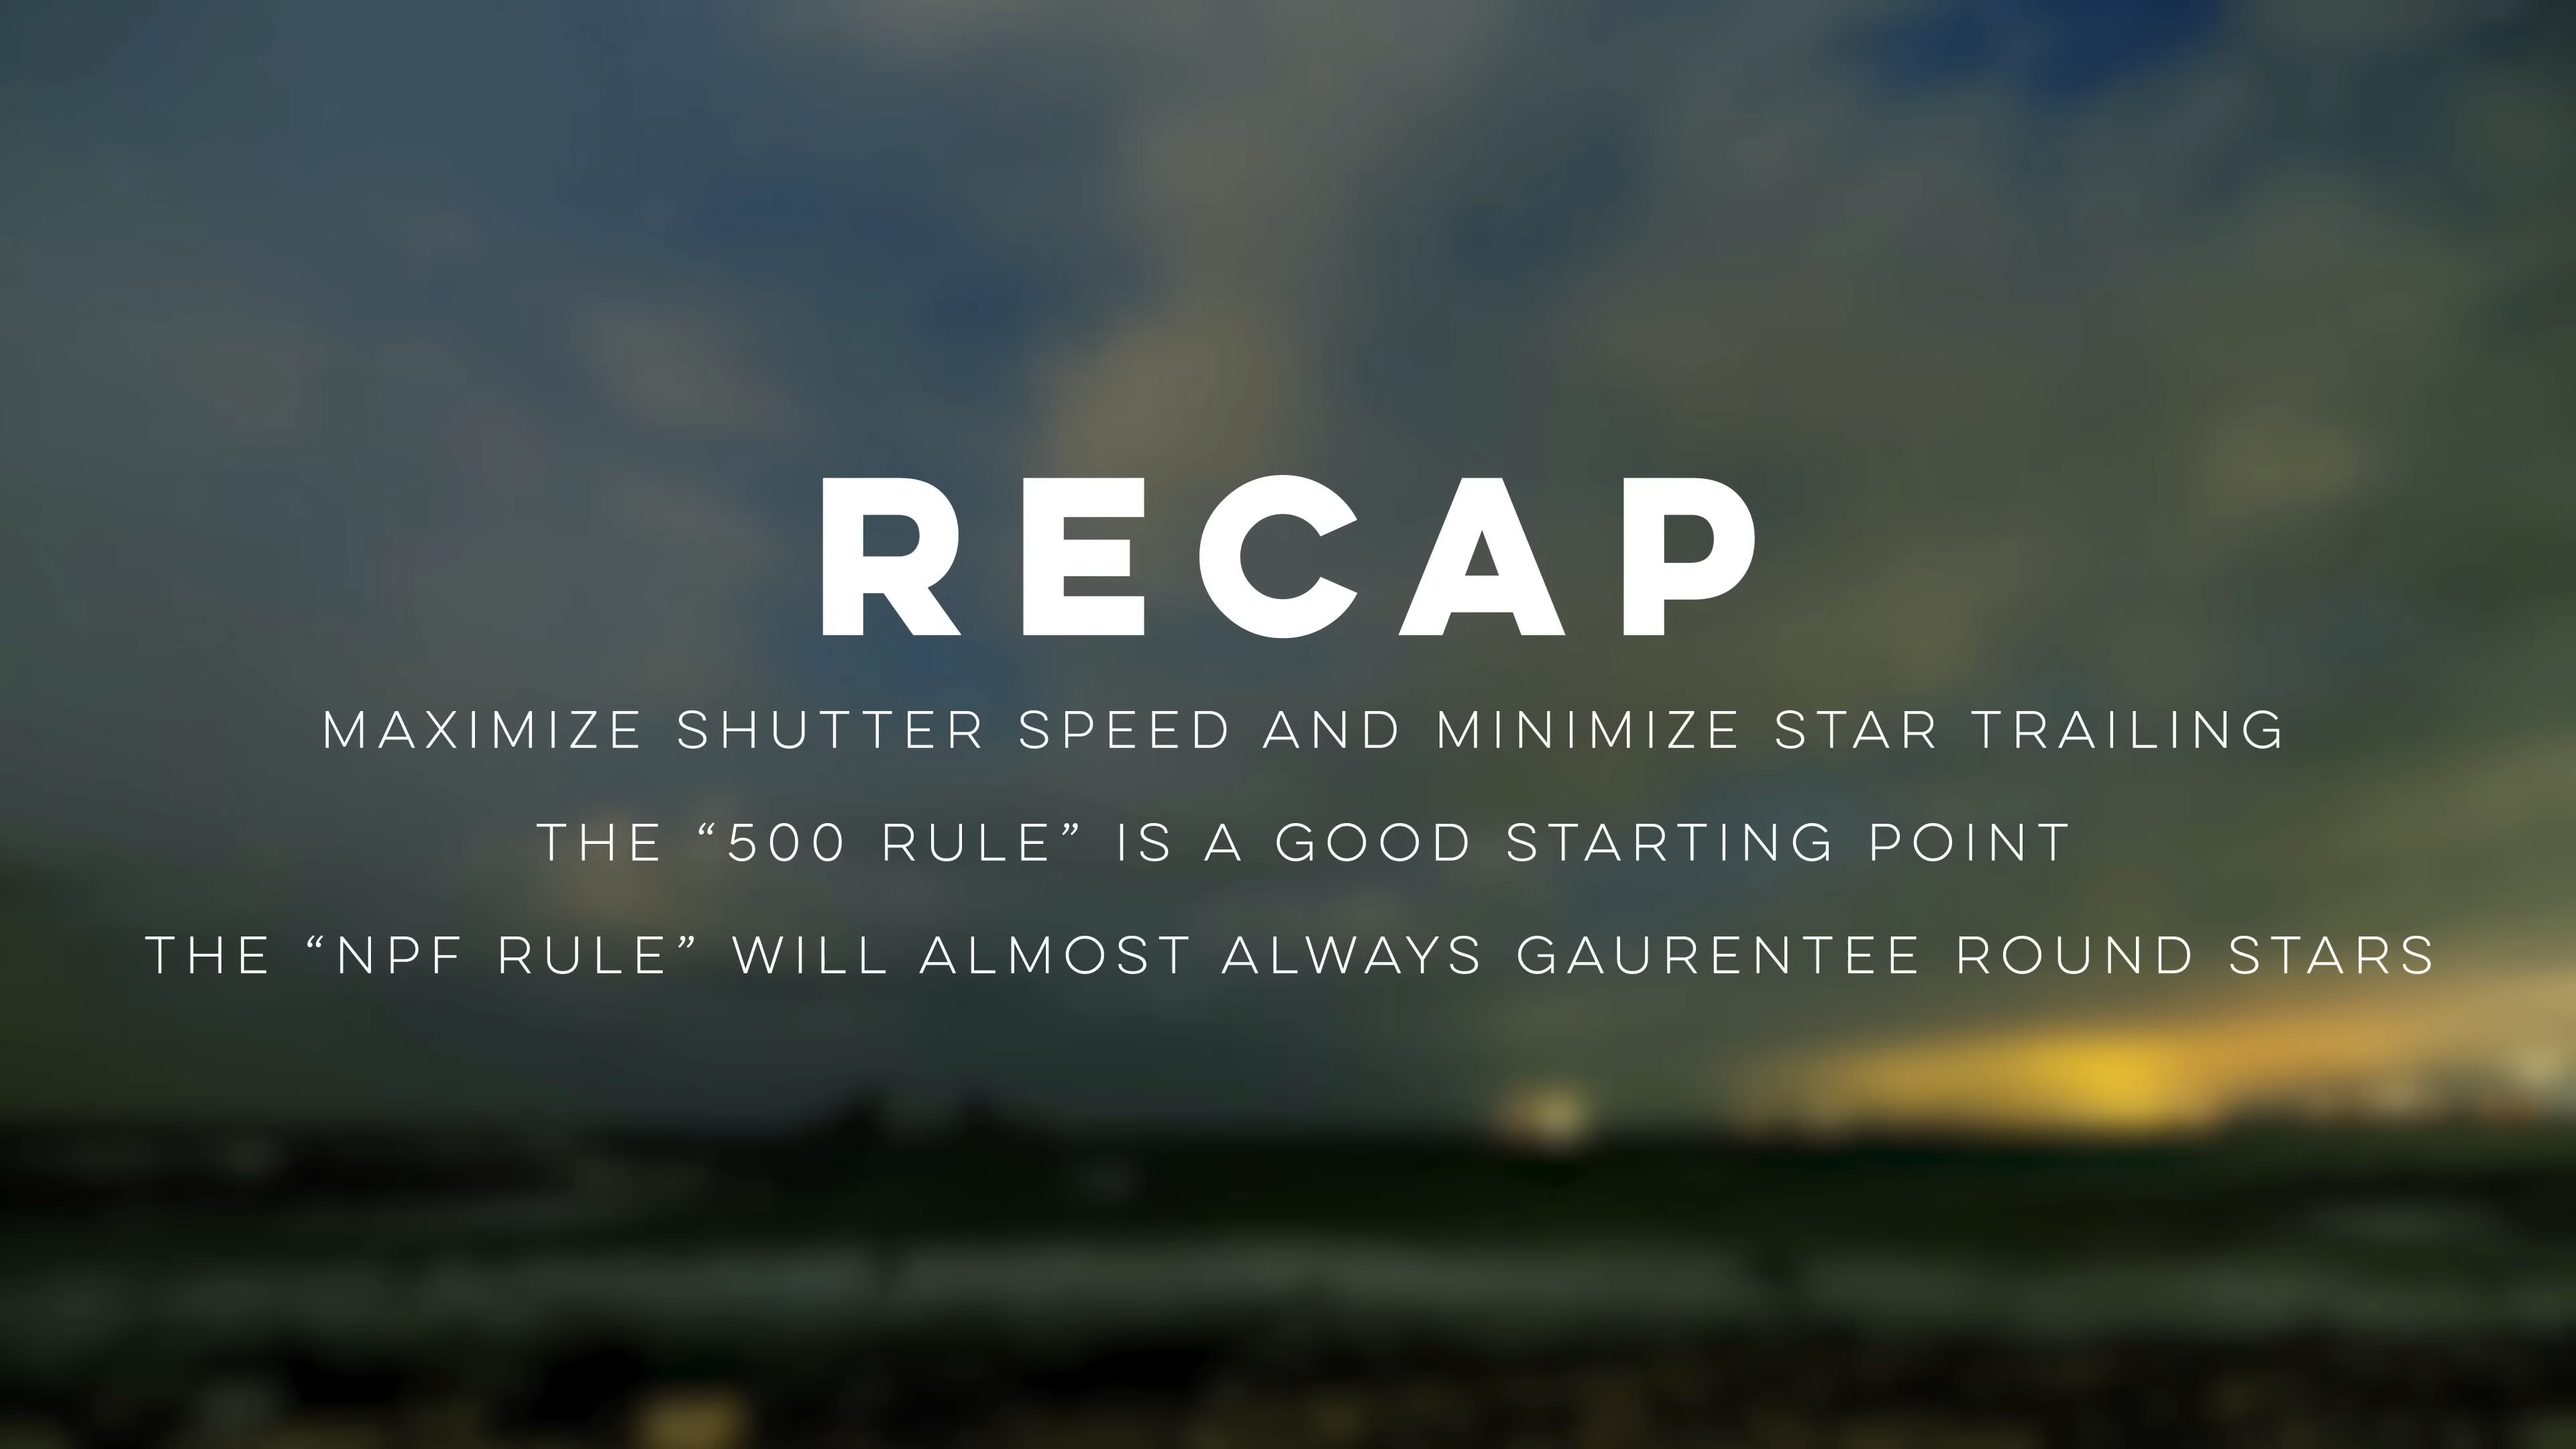 RECAP
MAXIMIZE SHUTTER SPEED AND MINIMIZE STAR TRAILING
THE “500 RULE” IS A GOOD STARTING POINT
THE “NPF RULE” WILL ALMOST ALWAYS GAURENTEE ROUND STARS